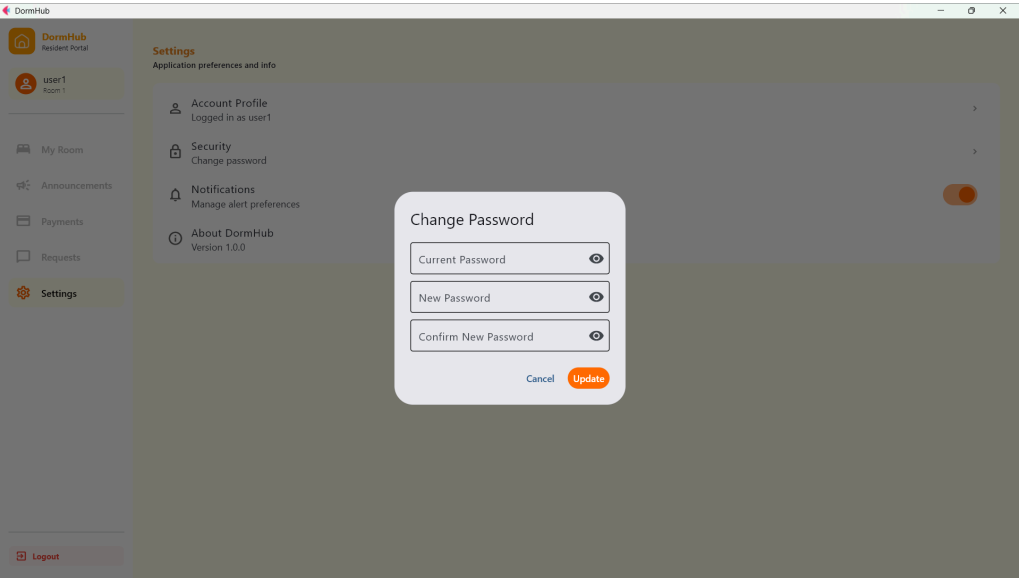 DormHub
DormHub
Resident Portal
user1
Room 1
My Room
Announcements
Payments
Requests
Settings
Logout
Settings
Application preferences and info
Account Profile
Logged in as user1
Security
Change password
Notifications
Manage alert preferences
About DormHub
Version 1.0.0
Change Password
Current Password
New Password
Confirm New Password
Cancel
Update